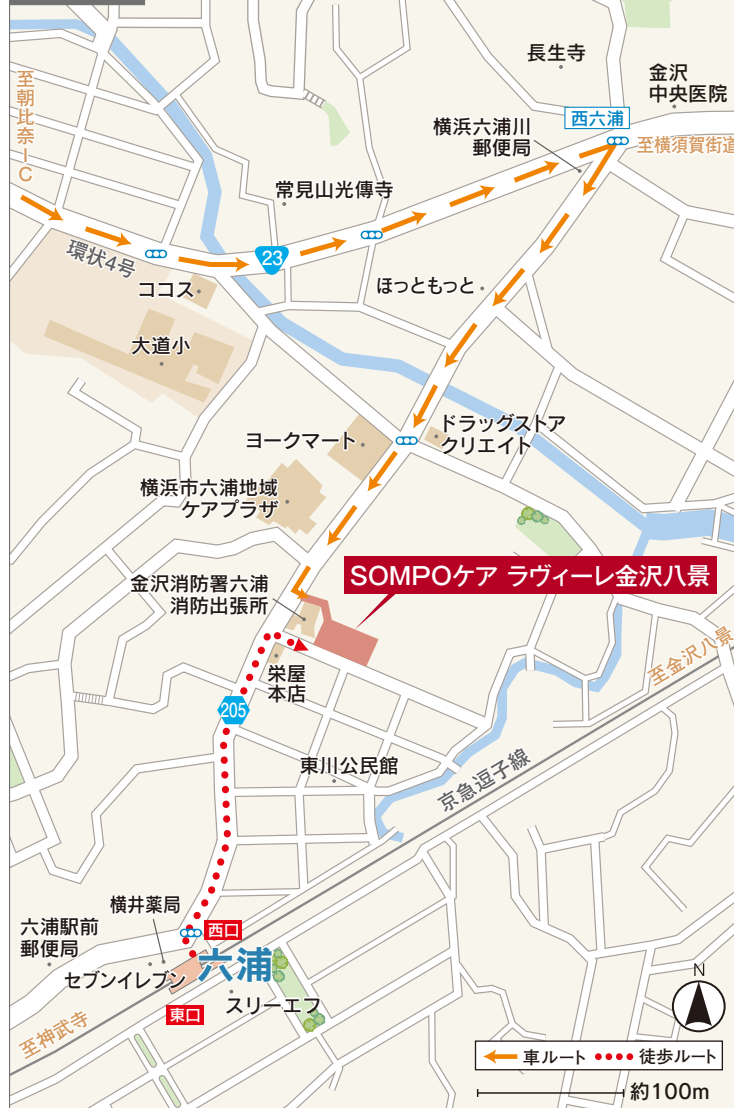 長生寺
金沢
中央医院
西六浦
横浜六浦川
郵便局
至横須賀街道
至朝比奈IC
常見山光傳寺
23
環状4号
ココス
ほっともっと
大道小
ヨークマート
ドラッグストア
クリエイト
横浜市六浦地域
ケアプラザ
SOMPOケア ラヴィーレ金沢八景
金沢消防署六浦
消防出張所
栄屋
本店
至金沢八景
205
東川公民館
京急逗子線
横井薬局
六浦駅前
郵便局
西口
六浦
セブンイレブン
スリーエフ
東口
至神武寺
N
車ルート
徒歩ルート
約100m